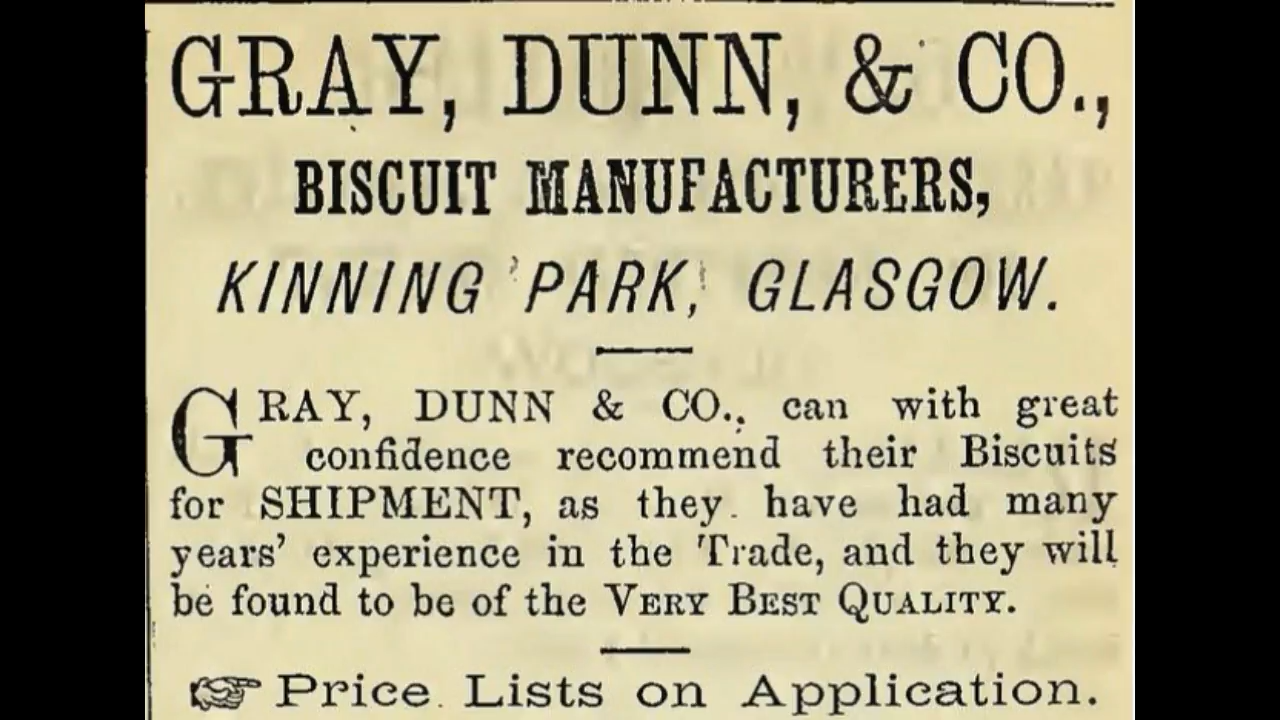 GRAY, DUNN, & CO.,
BISCUIT MANUFACTURERS,
KINNING PARK, GLASGOW.
GRAY, DUNN & CO., can with great
confidence recommend their Biscuits
for SHIPMENT, as they have had many
years' experience in the Trade, and they will
be found to be of the VERY BEST QUALITY.
☞ Price Lists on Application.